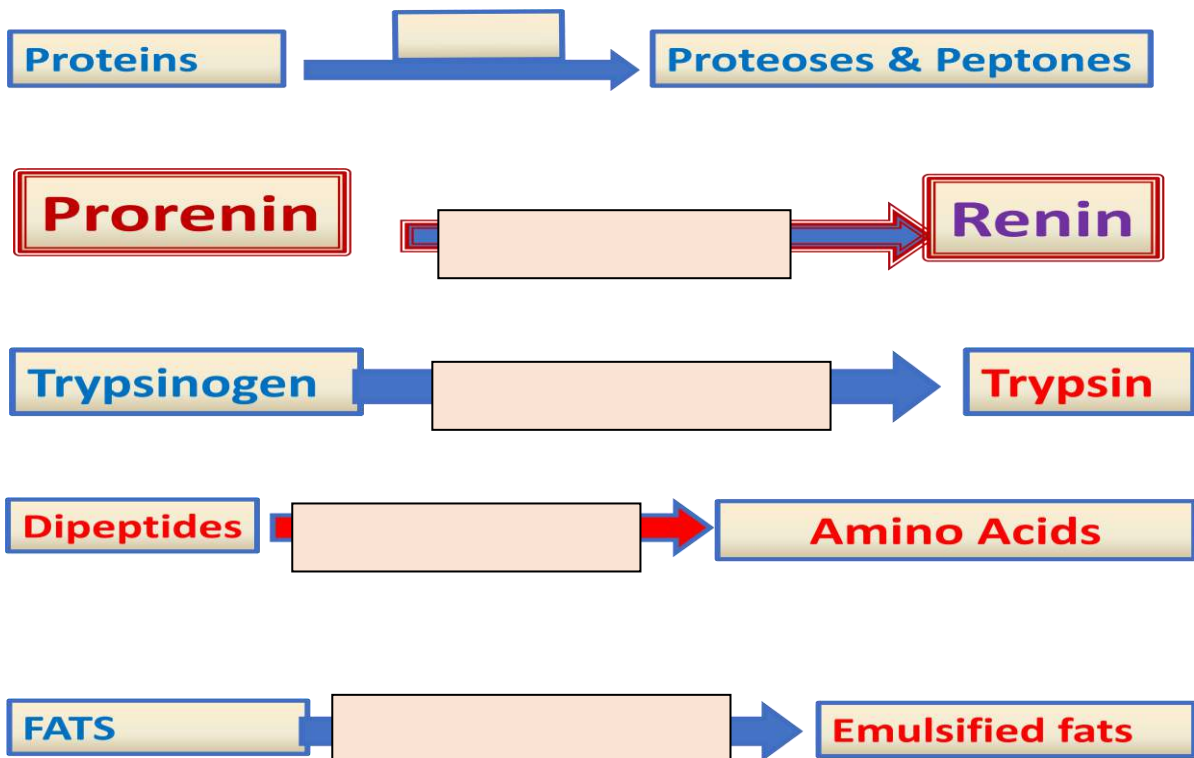 Proteins
Proteoses & Peptones
Prorenin
Renin
Trypsinogen
Trypsin
Dipeptides
Amino Acids
FATS
Emulsified fats